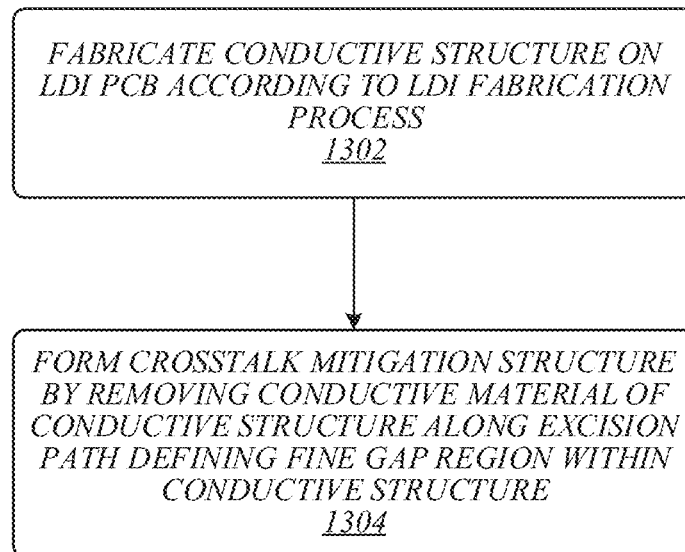 FABRICATE CONDUCTIVE STRUCTURE ON
LDI PCB ACCORDING TO LDI FABRICATION
PROCESS
1302
FORM CROSSTALK MITIGATION STRUCTURE
BY REMOVING CONDUCTIVE MATERIAL OF
CONDUCTIVE STRUCTURE ALONG EXCISION
PATH DEFINING FINE GAP REGION WITHIN
CONDUCTIVE STRUCTURE
1304